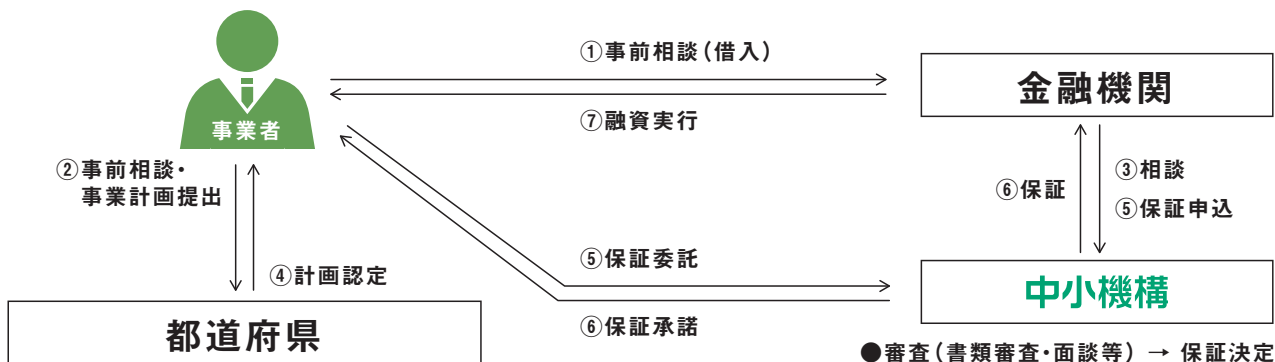 ①事前相談(借入)
金融機関
⑦融資実行
事業者
②事前相談・
事業計画提出
③相談
⑥保証
⑤保証申込
⑤保証委託
④計画認定
中小機構
都道府県
⑥保証承諾
●審査(書類審査・面談等) → 保証決定